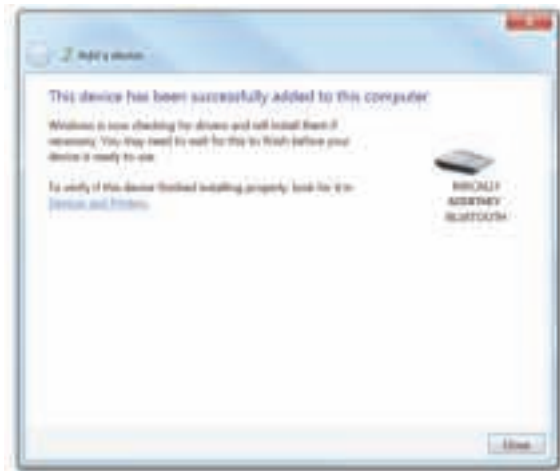 Add a device
This device has been successfully added to this computer
Windows is now checking for drivers and will install them if
necessary. You may need to wait for this to finish before your
device is ready to use.
To verify if this device finished installing properly, look for it in
Devices and Printers.
MACALLY
BLUETOOTH
Close